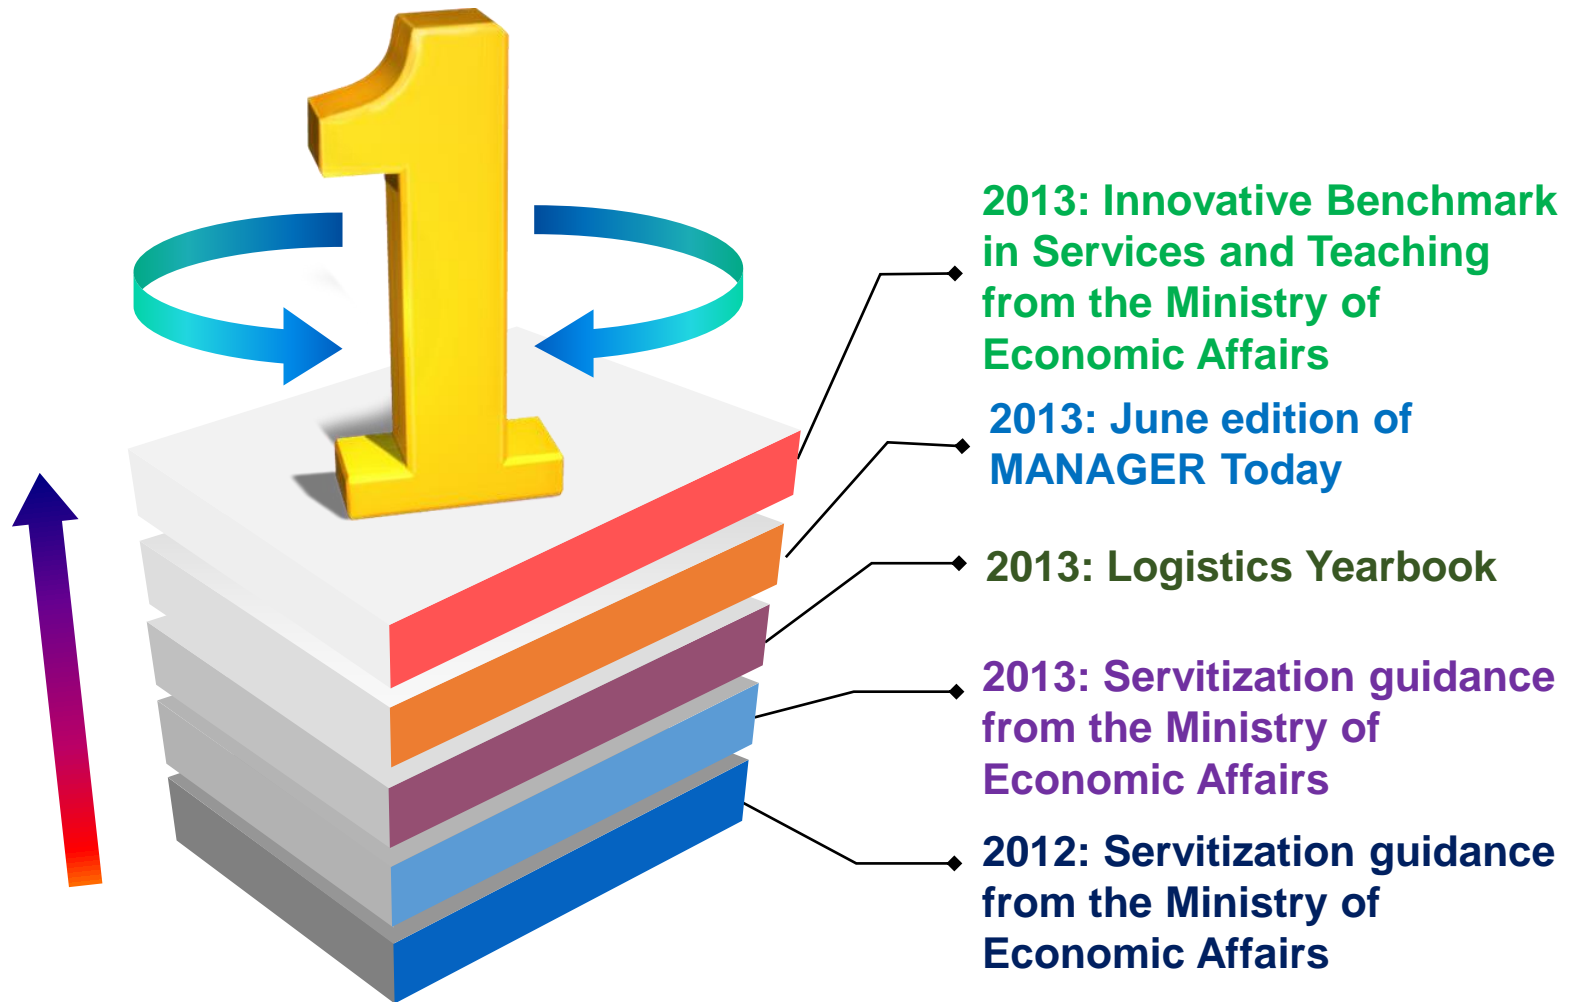 1
2013: Innovative Benchmark
in Services and Teaching
from the Ministry of
Economic Affairs
2013: June edition of
MANAGER Today
2013: Logistics Yearbook
2013: Servitization guidance
from the Ministry of
Economic Affairs
2012: Servitization guidance
from the Ministry of
Economic Affairs